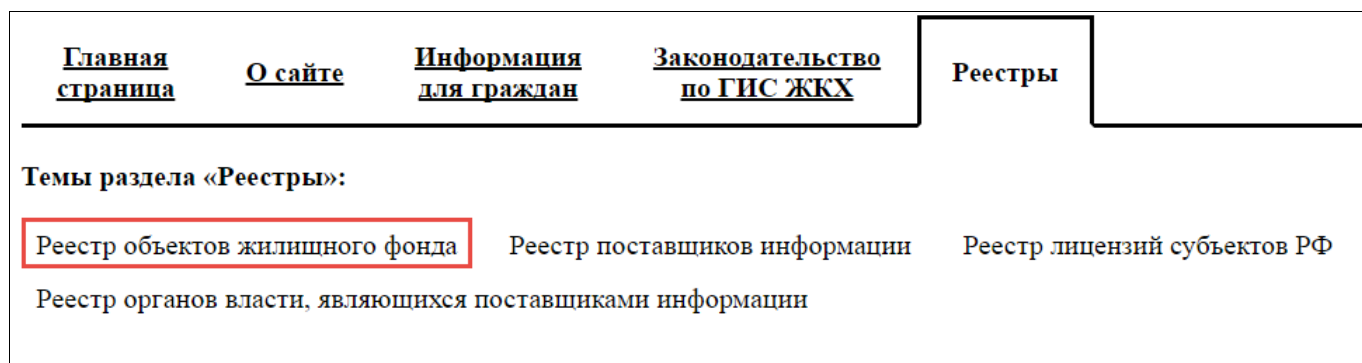 Главная
страница
О сайте
Информация
для граждан
Законодательство
по ГИС ЖКХ
Реестры
Темы раздела «Реестры»:
Реестр объектов жилищного фонда
Реестр поставщиков информации
Реестр лицензий субъектов РФ
Реестр органов власти, являющихся поставщиками информации